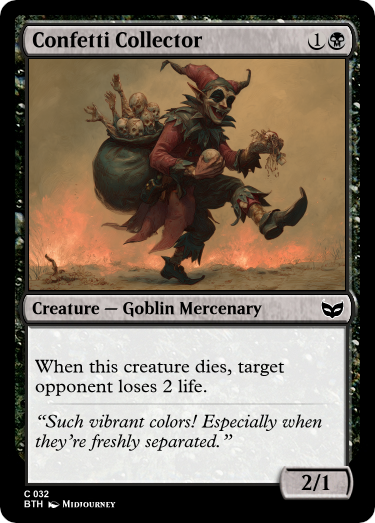 Confetti Collector 1
Creature — Goblin Mercenary
When this creature dies, target
opponent loses 2 life.
“Such vibrant colors! Especially when
they’re freshly separated.”
2/1
C 032
BTH Midjourney